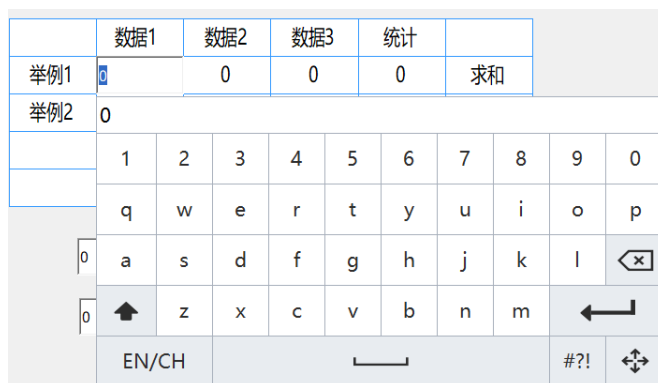 数据1 数据2 数据3 统计
举例1 0 0 0 0 求和
举例2 0
1 2 3 4 5 6 7 8 9 0
q w e r t y u i o p
0 a s d f g h j k l
0 z x c v b n m
EN/CH #?!